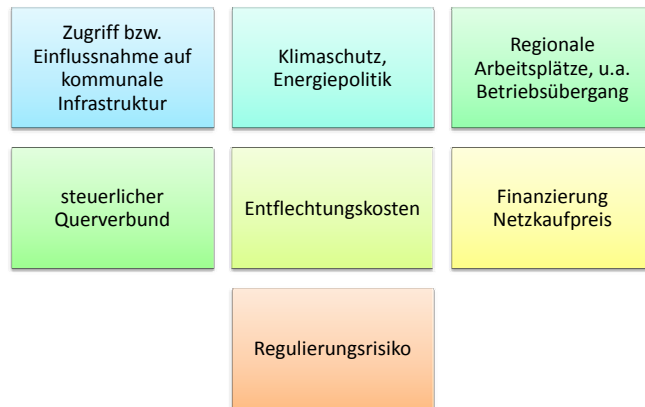 Zugriff bzw.
Einflussnahme auf
kommunale
Infrastruktur
Klimaschutz,
Energiepolitik
Regionale
Arbeitsplätze, u.a.
Betriebsübergang
steuerlicher
Querverbund
Entflechtungskosten
Finanzierung
Netzkaufpreis
Regulierungsrisiko